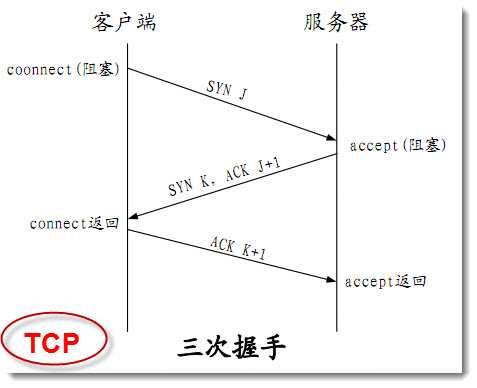 客户端 服务器
coonnect(阻塞)
SYN J
accept(阻塞)
SYN K, ACK J+1
connect返回
ACK K+1
accept返回
TCP
三次握手